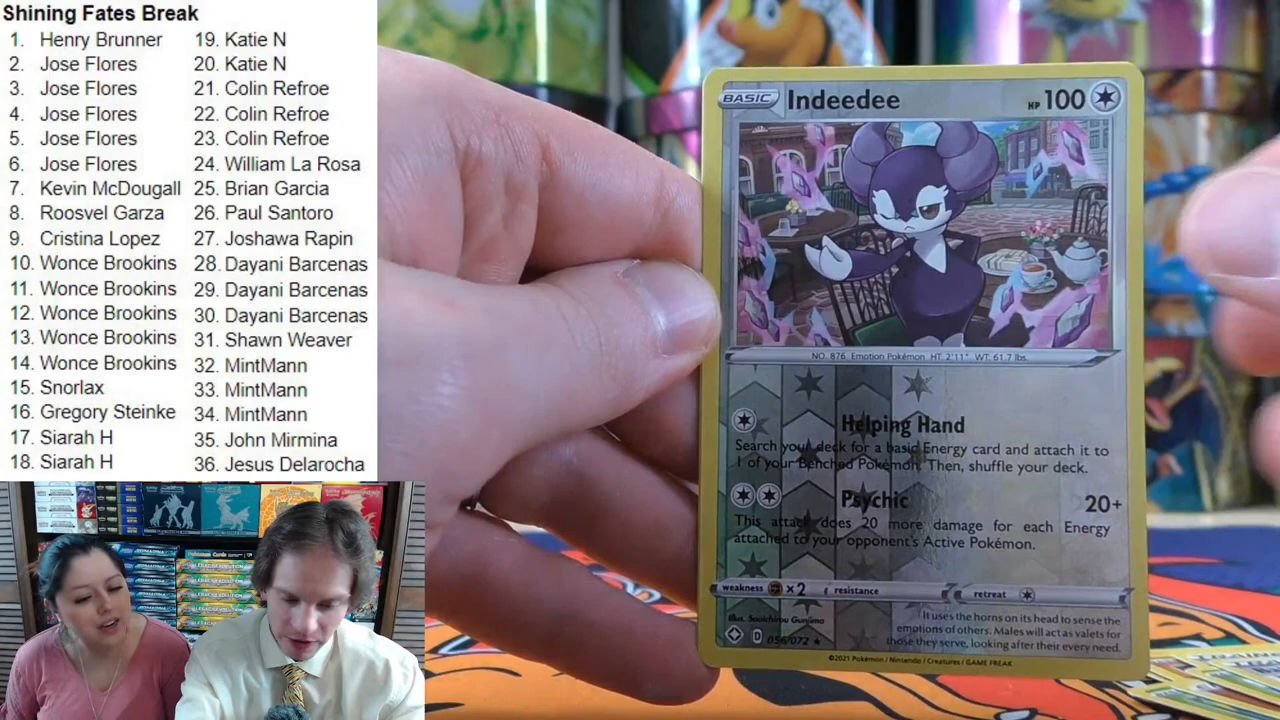 Shining Fates Break
1. Henry Brunner
2. Jose Flores
3. Jose Flores
4. Jose Flores
5. Jose Flores
6. Jose Flores
7. Kevin McDougall
8. Roosvel Garza
9. Cristina Lopez
10. Wonce Brookins
11. Wonce Brookins
12. Wonce Brookins
13. Wonce Brookins
14. Wonce Brookins
15. Snorlax
16. Gregory Steinke
17. Siarah H
18. Siarah H
19. Katie N
20. Katie N
21. Colin Refroe
22. Colin Refroe
23. Colin Refroe
24. William La Rosa
25. Brian Garcia
26. Paul Santoro
27. Joshawa Rapin
28. Dayani Barcenas
29. Dayani Barcenas
30. Dayani Barcenas
31. Shawn Weaver
32. MintMann
33. MintMann
34. MintMann
35. John Mirmina
36. Jesus Delarocha
BASIC Indeedee HP 100
NO. 876 Emotion Pokémon HT: 2'11" WT: 61.7 lbs.
Helping Hand
Search your deck for a basic Energy card and attach it to
1 of your Benched Pokémon. Then, shuffle your deck.
Psychic 20+
This attack does 20 more damage for each Energy
attached to your opponent's Active Pokémon.
weakness ×2 resistance retreat
Illus. Souichirou Gunjima
D 056/072 ★
It uses the horns on its head to sense the
emotions of others. Males will act as valets for
those they serve, looking after their every need.
©2021 Pokémon / Nintendo / Creatures / GAME FREAK